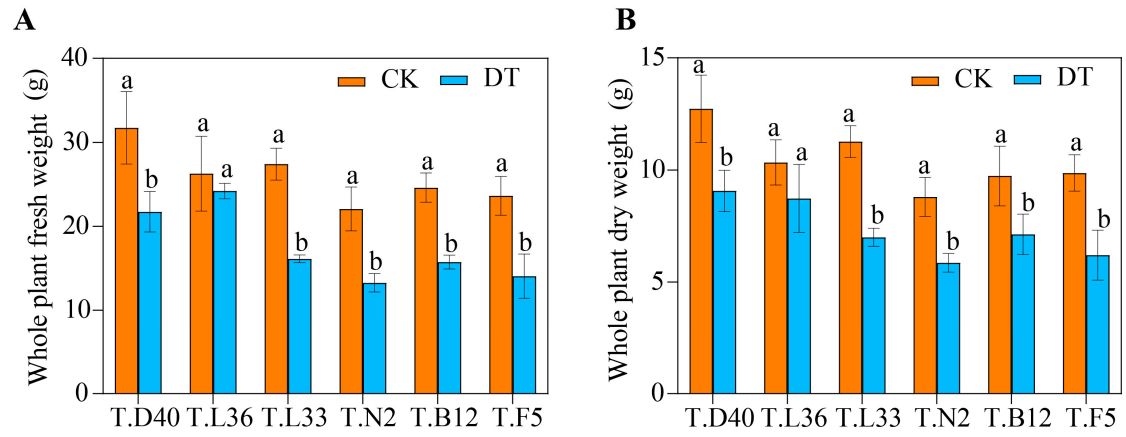 A
Whole plant fresh weight (g)
40
30
20
10
0
CK DT
a b
a a
a b
a b
a b
a b
T.D40 T.L36 T.L33 T.N2 T.B12 T.F5
B
Whole plant dry weight (g)
15
10
5
0
CK DT
a b
a a
a b
a b
a b
a b
T.D40 T.L36 T.L33 T.N2 T.B12 T.F5